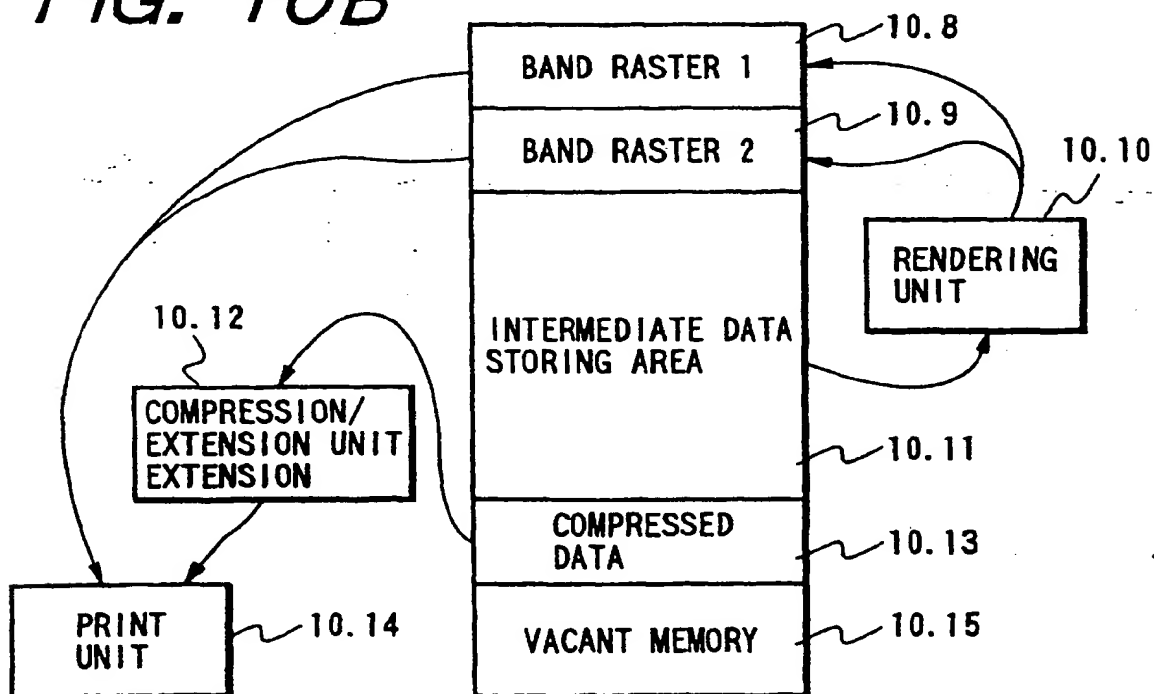 FIG. 10B
BAND RASTER 1
10.8
BAND RASTER 2
10.9
10.10
RENDERING
UNIT
INTERMEDIATE DATA
STORING AREA
10.12
COMPRESSION/
EXTENSION UNIT
EXTENSION
10.11
COMPRESSED
DATA
10.13
PRINT
UNIT
10.14
VACANT MEMORY
10.15